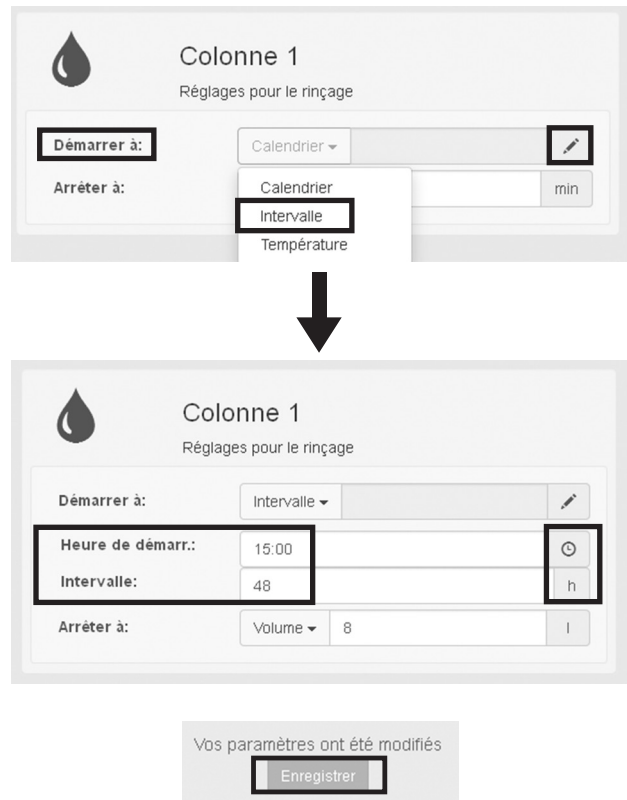 Colonne 1
Réglages pour le rinçage
Démarrer à: Calendrier
Arrêter à: min
Calendrier
Intervalle
Température
Colonne 1
Réglages pour le rinçage
Démarrer à: Intervalle
Heure de démarr.: 15:00
Intervalle: 48 h
Arrêter à: Volume 8 l
Vos paramètres ont été modifiés
Enregistrer